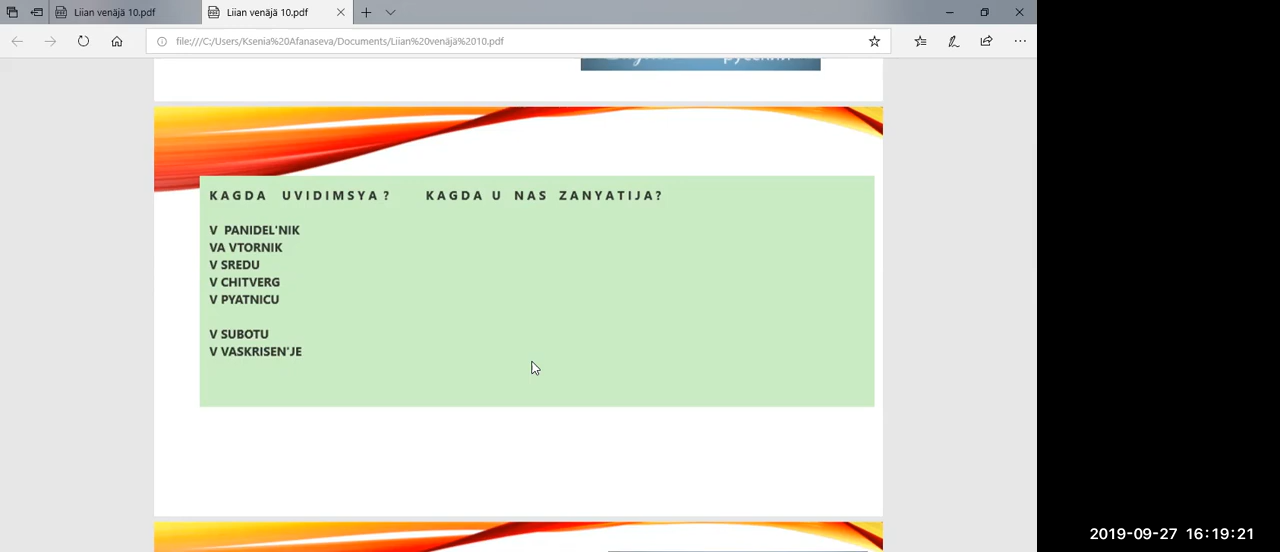 Liian venäjä 10.pdf
Liian venäjä 10.pdf
file:///C:/Users/Ksenia%20Afanaseva/Documents/Liian%20venäjä%2010.pdf
English русский
KAGDA UVIDIMSYA? KAGDA U NAS ZANYATIJA?
V PANIDEL'NIK
VA VTORNIK
V SREDU
V CHITVERG
V PYATNICU
V SUBOTU
V VASKRISEN'JE
2019-09-27 16:19:21